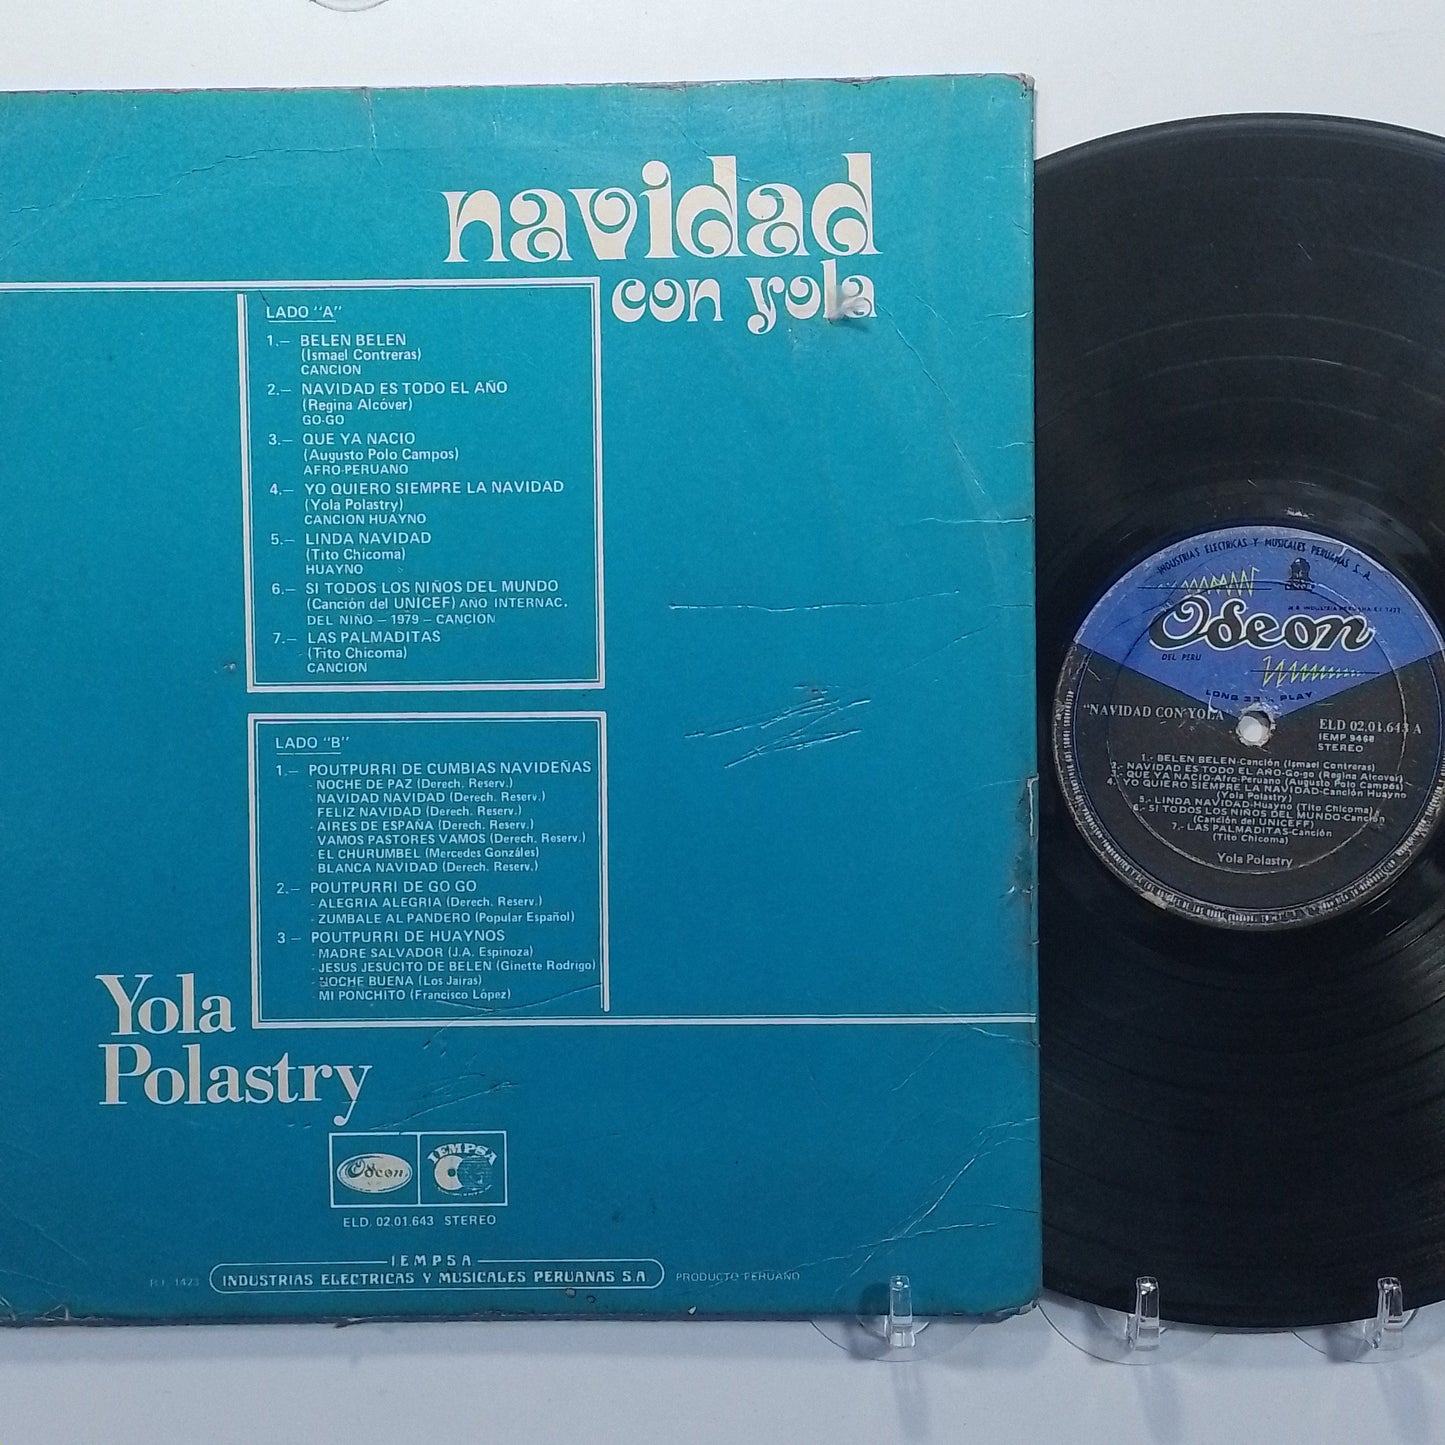 navidad
con yola
LADO "A"
1.— BELEN BELEN
(Ismael Contreras)
CANCION
2.— NAVIDAD ES TODO EL AÑO
(Regina Alcóver)
GO-GO
3.— QUE YA NACIO
(Augusto Polo Campos)
AFRO-PERUANO
4.— YO QUIERO SIEMPRE LA NAVIDAD
(Yola Polastry)
CANCION HUAYNO
5.— LINDA NAVIDAD
(Tito Chicoma)
HUAYNO
6.— SI TODOS LOS NIÑOS DEL MUNDO
(Canción del UNICEF) AÑO INTERNAC.
DEL NIÑO — 1979 — CANCION
7.— LAS PALMADITAS
(Tito Chicoma)
CANCION
LADO "B"
1.— POUTPURRI DE CUMBIAS NAVIDEÑAS
- NOCHE DE PAZ (Derech. Reserv.)
NAVIDAD NAVIDAD (Derech. Reserv.)
FELIZ NAVIDAD (Derech. Reserv.)
- AIRES DE ESPAÑA (Derech. Reserv.)
VAMOS PASTORES VAMOS (Derech. Reserv.)
- EL CHURUMBEL (Mercedes Gonzáles)
BLANCA NAVIDAD (Derech. Reserv.)
2.— POUTPURRI DE GO GO
- ALEGRIA ALEGRIA (Derech. Reserv.)
- ZUMBALE AL PANDERO (Popular Español)
3 — POUTPURRI DE HUAYNOS
- MADRE SALVADOR (J.A. Espinoza)
- JESUS JESUCITO DE BELEN (Ginette Rodrigo)
- NOCHE BUENA (Los Jairas)
- MI PONCHITO (Francisco López)
Yola
Polastry
Odeon
IEMPSA
ELD. 02.01.643 STEREO
IEMPSA
R.I. 1423
INDUSTRIAS ELECTRICAS Y MUSICALES PERUANAS S.A
PRODUCTO PERUANO
INDUSTRIAS ELECTRICAS Y MUSICALES PERUANAS S. A.
Odeon
DEL PERU
LONG 33⅓ PLAY
"NAVIDAD CON YOLA
ELD 02.01.643 A
IEMP 9468
STEREO
1.- BELEN BELEN-Canción (Ismael Contreras)
2.- NAVIDAD ES TODO EL AÑO-Go-go (Regina Alcover)
3.- QUE YA NACIO-Afro-Peruano (Augusto Polo Campos)
4.- YO QUIERO SIEMPRE LA NAVIDAD-Canción Huayno
(Yola Polastry)
5.- LINDA NAVIDAD-Huayno (Tito Chicoma)
6.- SI TODOS LOS NIÑOS DEL MUNDO-Canción
(Canción del UNICEFF)
7.- LAS PALMADITAS-Canción
(Tito Chicoma)
Yola Polastry